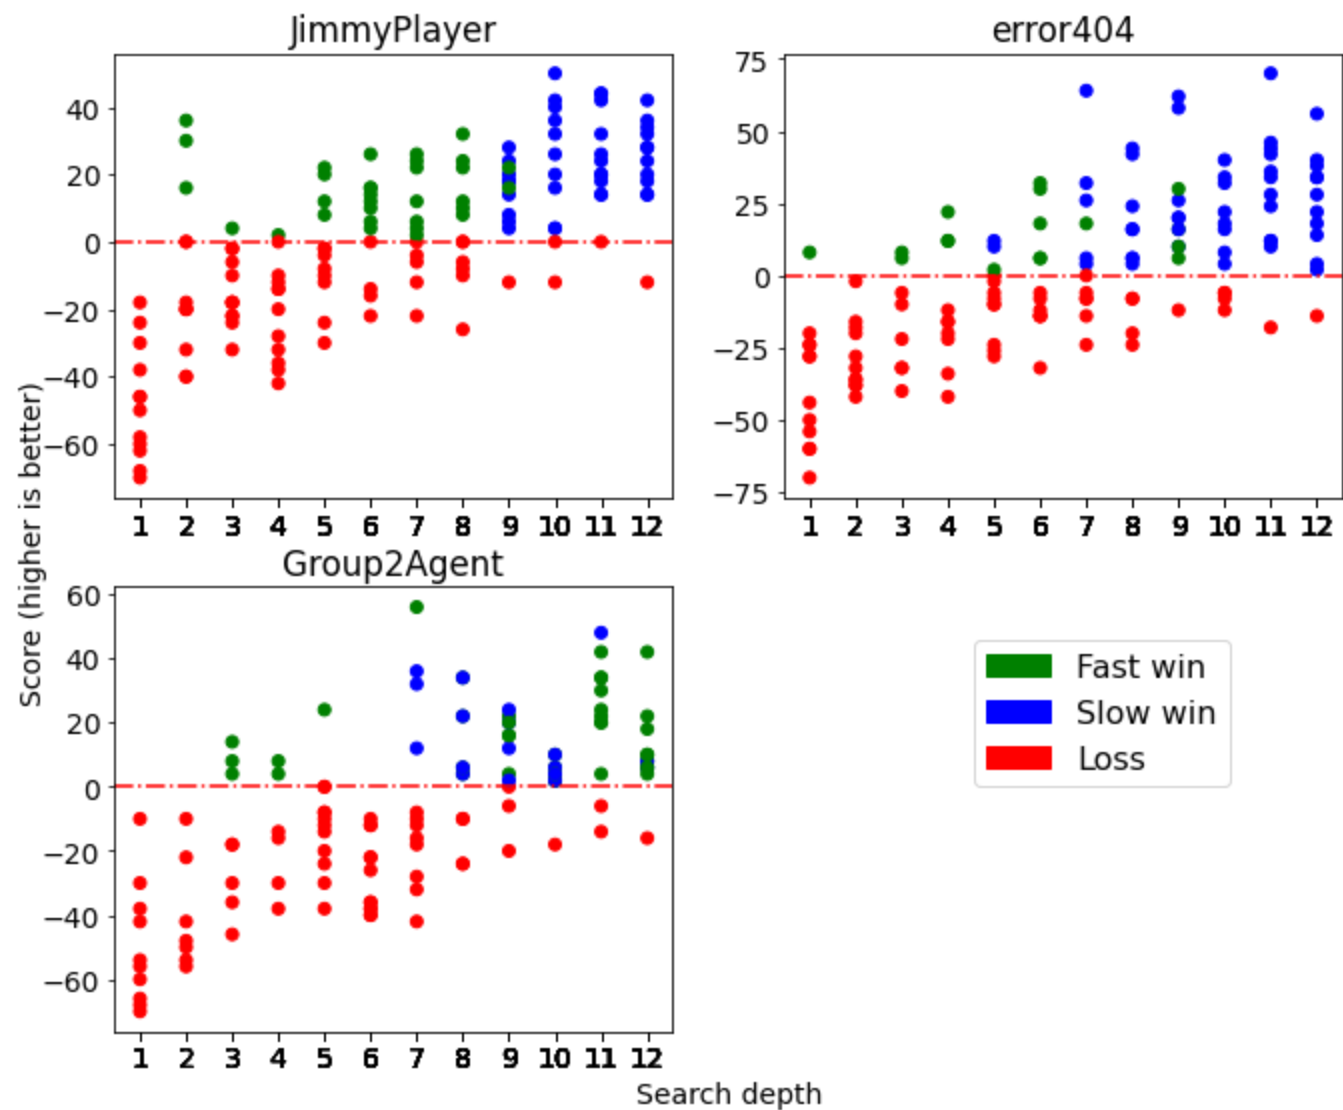 JimmyPlayer
40
20
0
−20
−40
−60
1 2 3 4 5 6 7 8 9 10 11 12
error404
75
50
25
0
−25
−50
−75
1 2 3 4 5 6 7 8 9 10 11 12
Score (higher is better)
Group2Agent
60
40
20
0
−20
−40
−60
1 2 3 4 5 6 7 8 9 10 11 12
Fast win
Slow win
Loss
Search depth